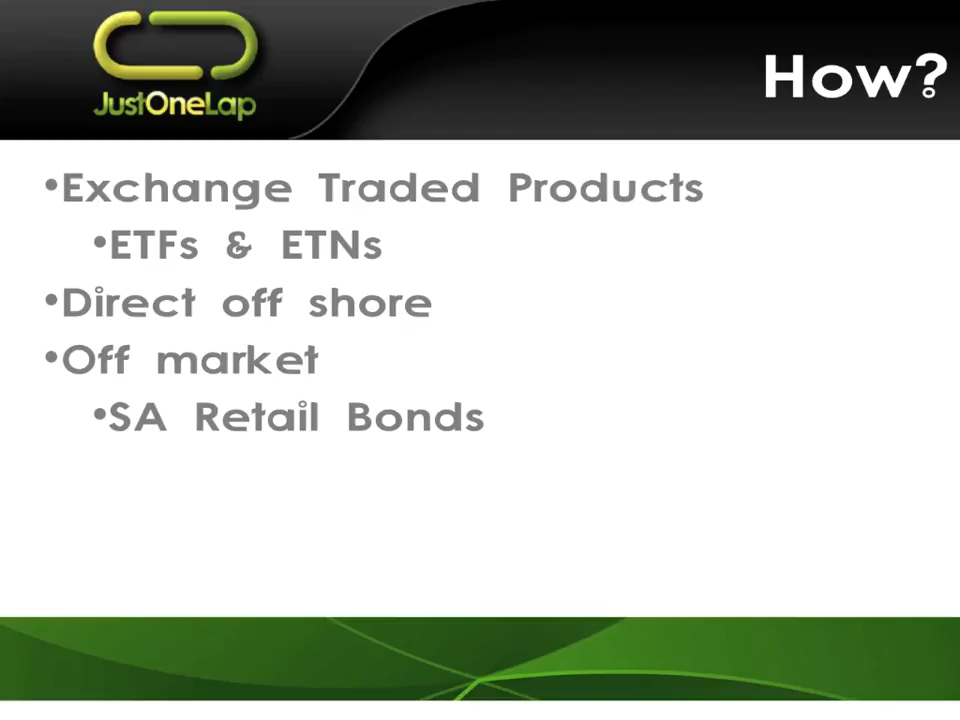 JustOneLap
How?
•Exchange Traded Products
•ETFs & ETNs
•Direct off shore
•Off market
•SA Retail Bonds